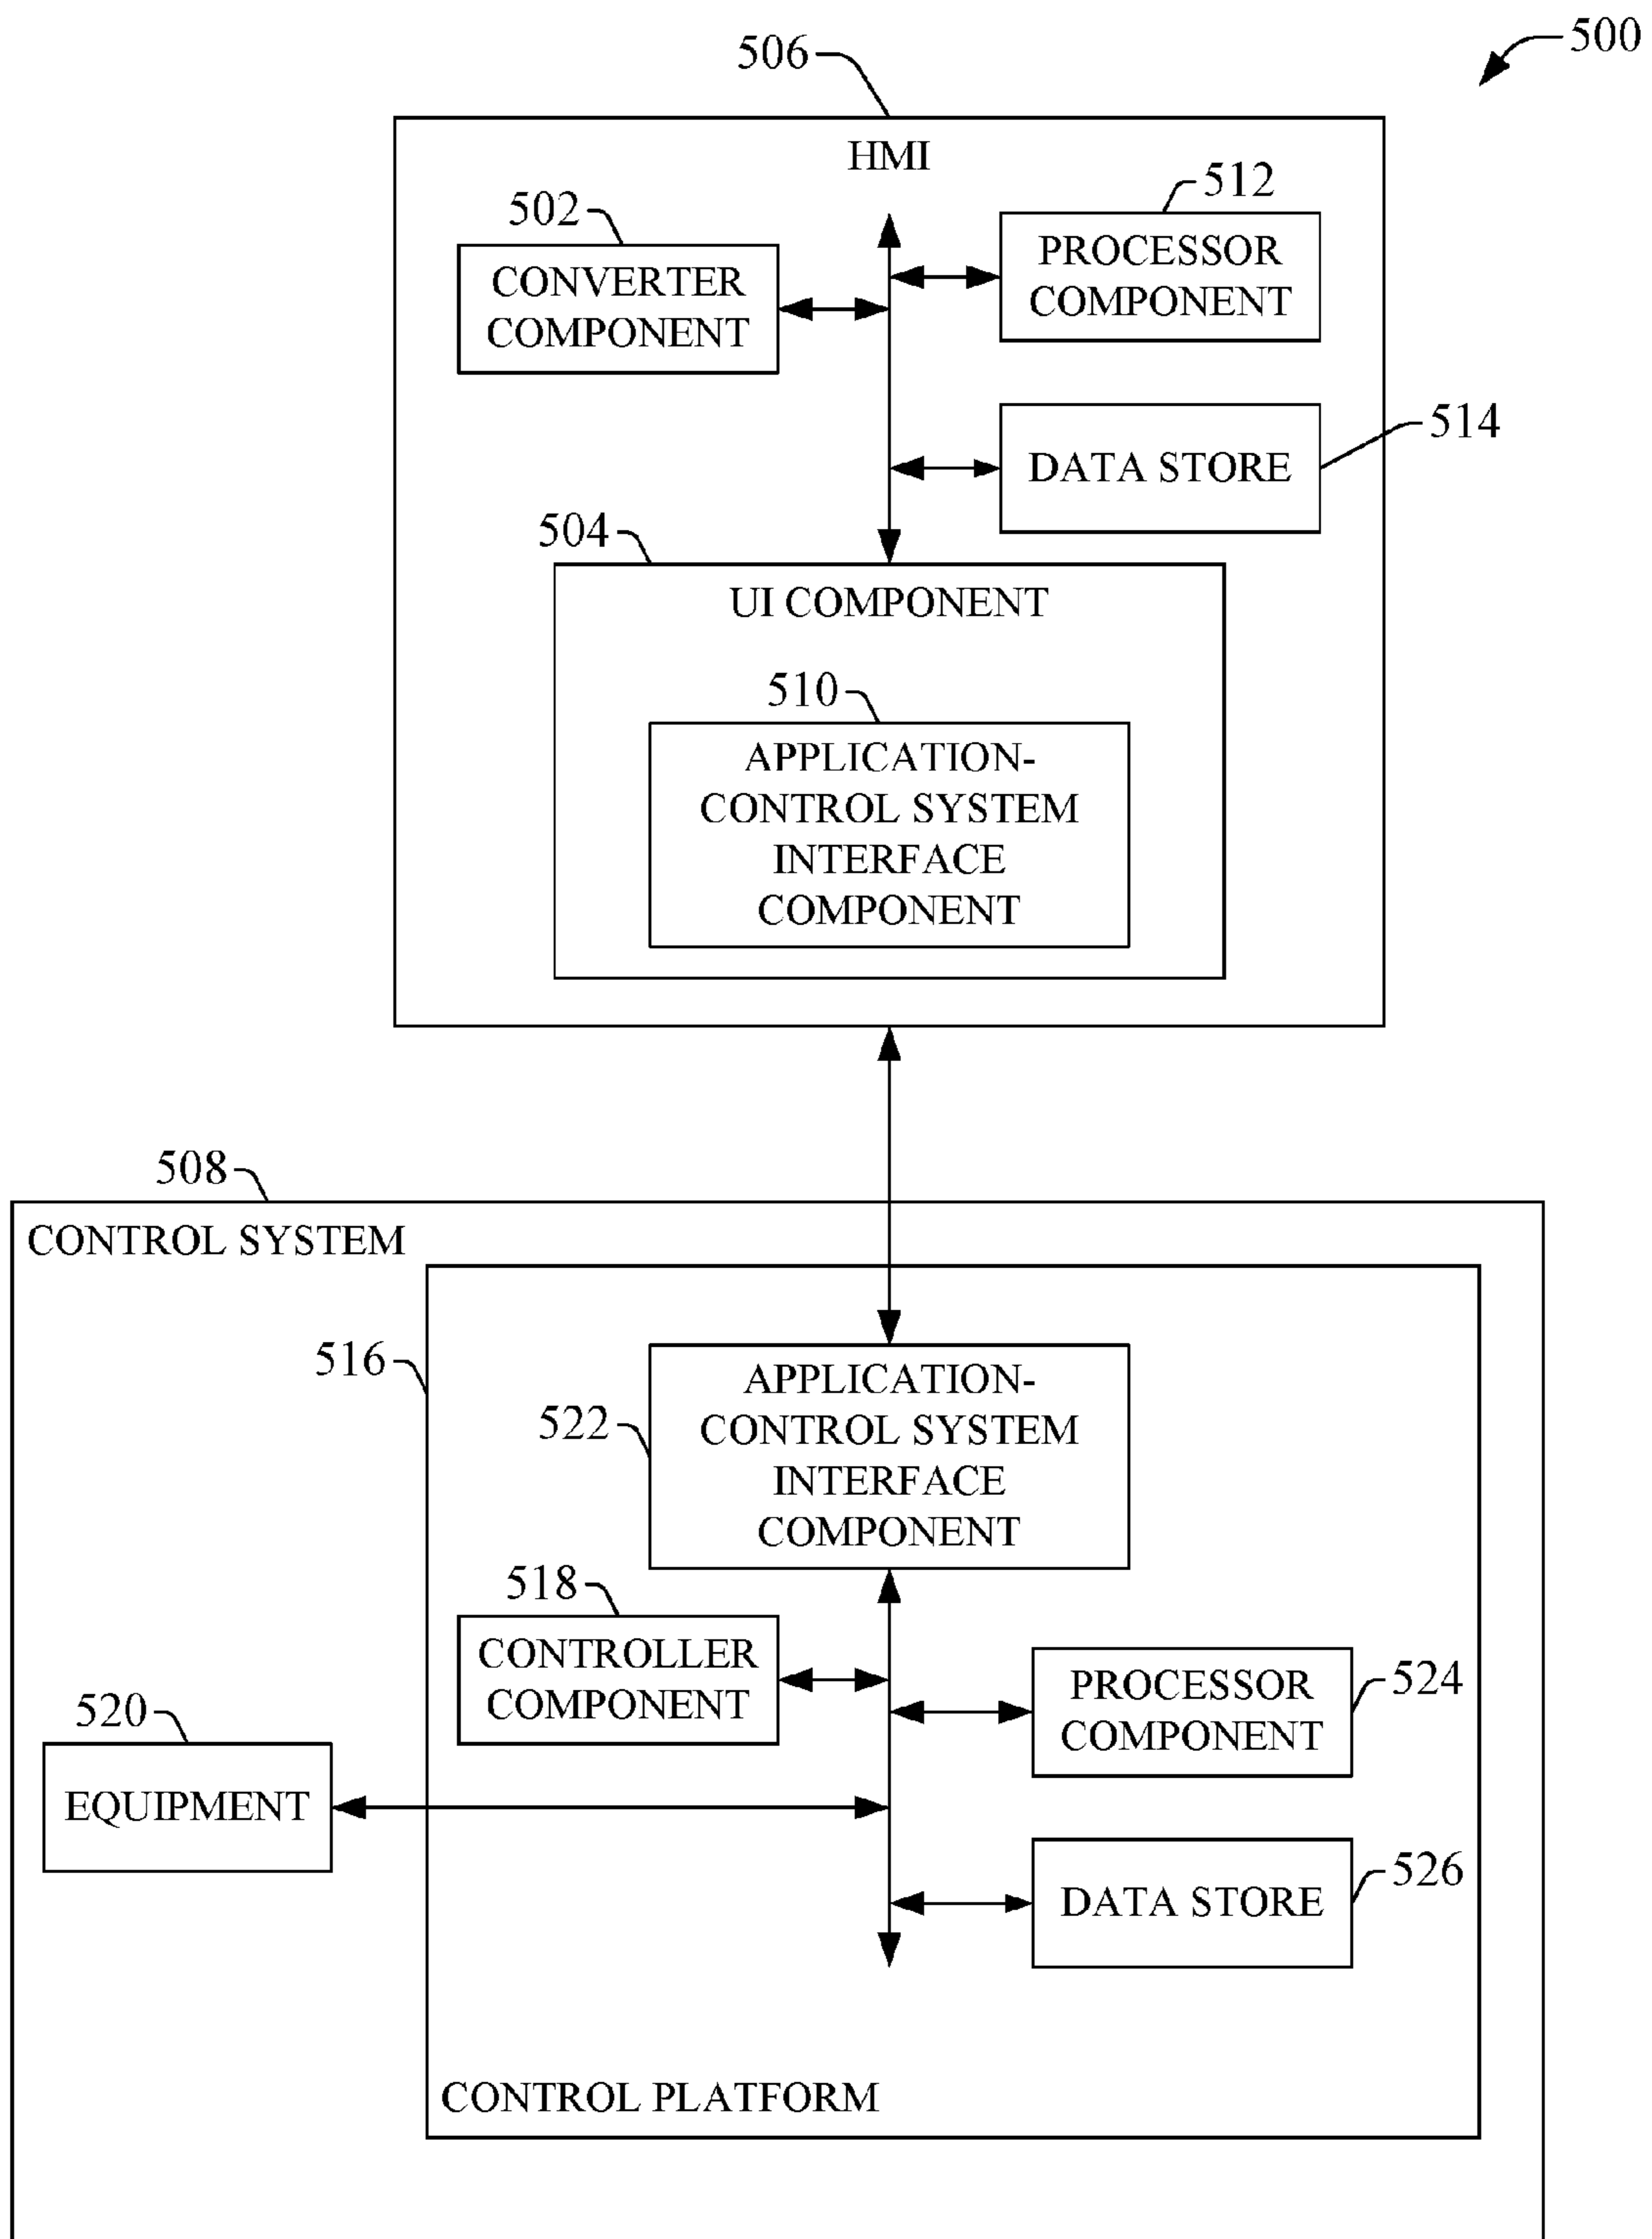 500
506
HMI
512
502
PROCESSOR
COMPONENT
CONVERTER
COMPONENT
514
DATA STORE
504
UI COMPONENT
510
APPLICATION-
CONTROL SYSTEM
INTERFACE
COMPONENT
508
CONTROL SYSTEM
516
522
APPLICATION-
CONTROL SYSTEM
INTERFACE
COMPONENT
518
CONTROLLER
COMPONENT
524
PROCESSOR
COMPONENT
520
EQUIPMENT
526
DATA STORE
CONTROL PLATFORM